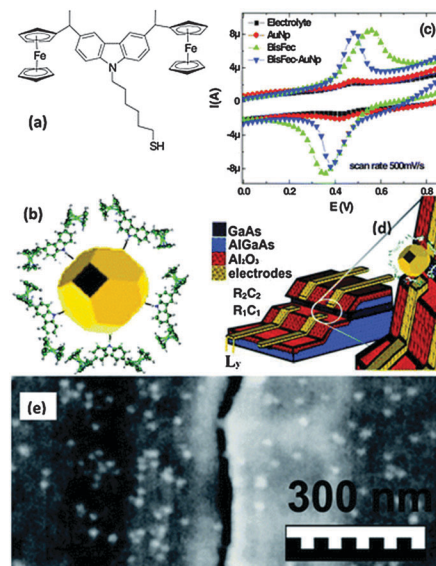 Fe
Fe
N
SH
(a)
(c)
Electrolyte
AuNp
BisFec
BisFec-AuNp
I(A)
8μ
4μ
0
-4μ
-8μ
scan rate 500mV/s
0.0 0.2 0.4 0.6 0.8
E (V)
(b)
(d)
GaAs
AlGaAs
Al₂O₃
electrodes
R₂C₂
R₁C₁
Ly
(e)
300 nm